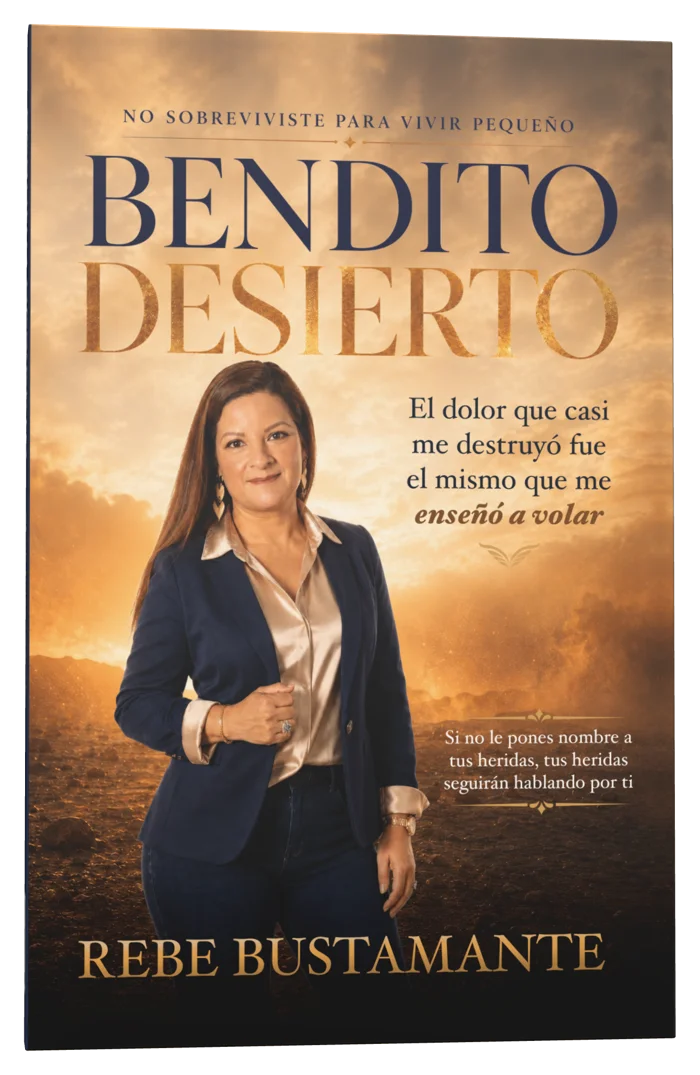 NO SOBREVIVISTE PARA VIVIR PEQUEÑO
BENDITO
DESIERTO
El dolor que casi
me destruyó fue
el mismo que me
enseñó a volar
Si no le pones nombre a
tus heridas, tus heridas
seguirán hablando por ti
REBE BUSTAMANTE